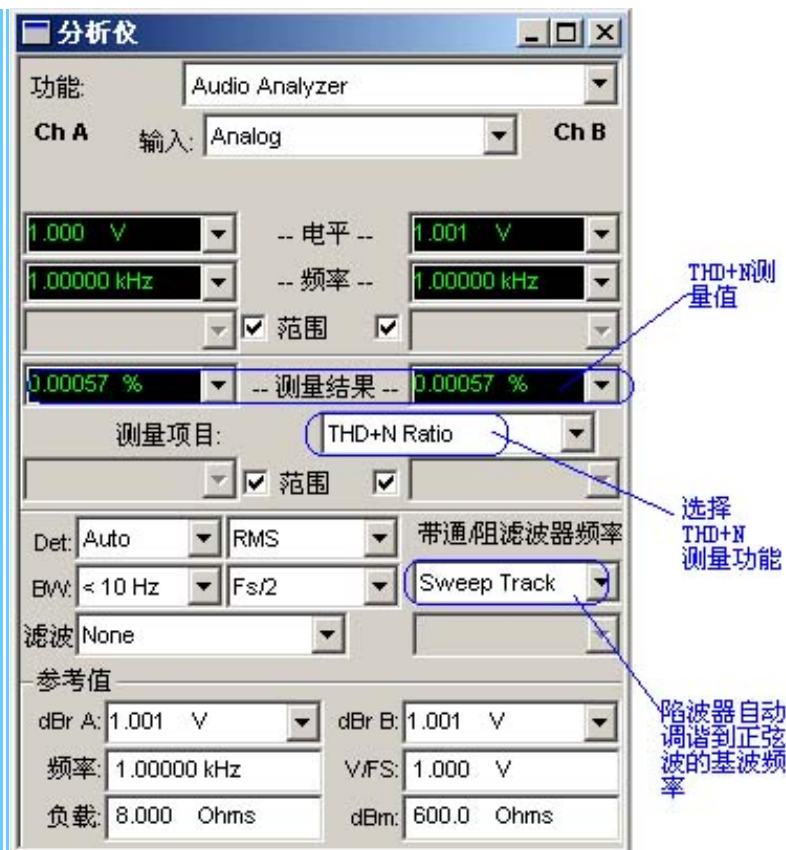 分析仪
功能: Audio Analyzer
Ch A 输入: Analog Ch B
1.000 V -- 电平 -- 1.001 V
1.00000 kHz -- 频率 -- 1.00000 kHz
范围
0.00057 % -- 测量结果 -- 0.00057 %
测量项目: THD+N Ratio
范围
Det: Auto RMS 带通/阻滤波器频率
BW: < 10 Hz Fs/2 Sweep Track
滤波 None
参考值
dBr A: 1.001 V dBr B: 1.001 V
频率: 1.00000 kHz V/FS: 1.000 V
负载: 8.000 Ohms dBm: 600.0 Ohms
THD+N测
量值
选择
THD+N
测量功能
陷波器自动
调谐到正弦
波的基波频
率